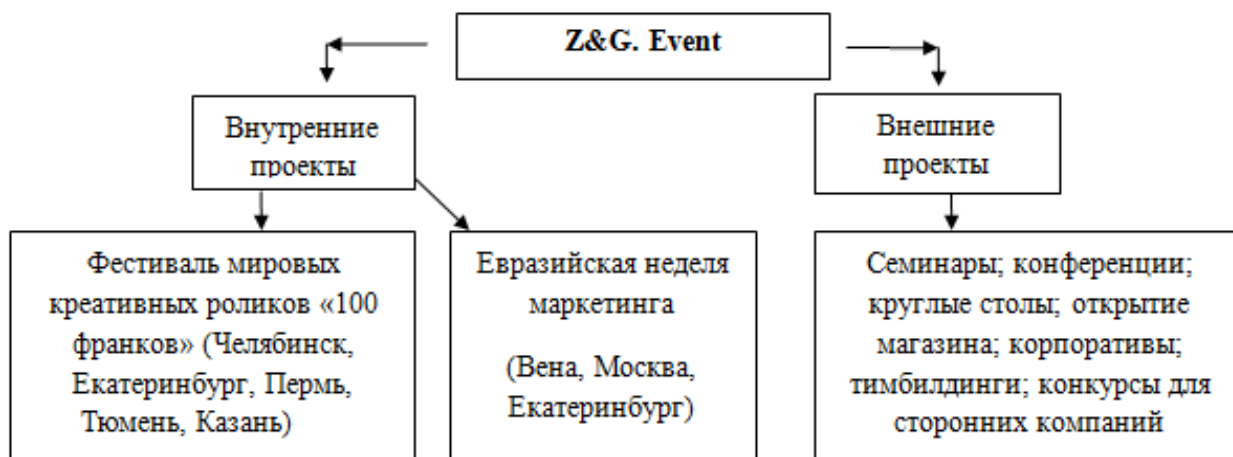 Z&G. Event
Внутренние
проекты
Внешние
проекты
Фестиваль мировых
креативных роликов «100
франков» (Челябинск,
Екатеринбург, Пермь,
Тюмень, Казань)
Евразийская неделя
маркетинга
(Вена, Москва,
Екатеринбург)
Семинары; конференции;
круглые столы; открытие
магазина; корпоративы;
тимбилдинги; конкурсы для
сторонних компаний